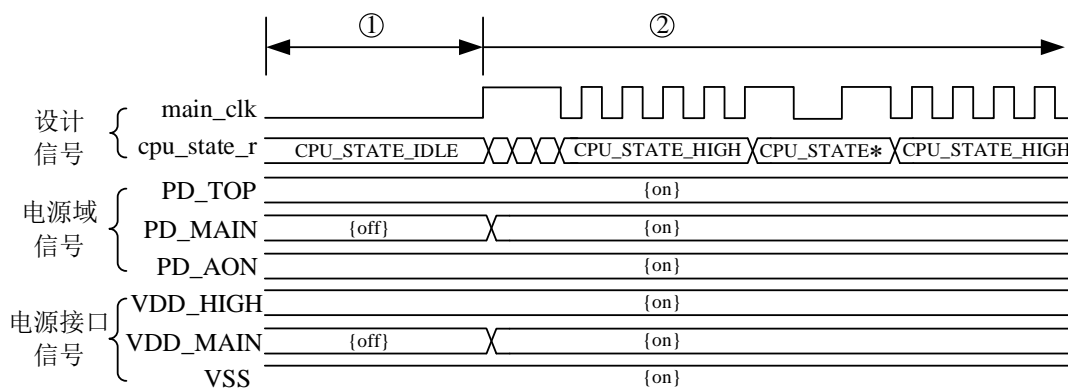 ① ②
设计
信号
main_clk
cpu_state_r CPU_STATE_IDLE CPU_STATE_HIGH CPU_STATE* CPU_STATE_HIGH
电源域
信号
PD_TOP {on}
PD_MAIN {off} {on}
PD_AON {on}
电源接口
信号
VDD_HIGH {on}
VDD_MAIN {off} {on}
VSS {on}